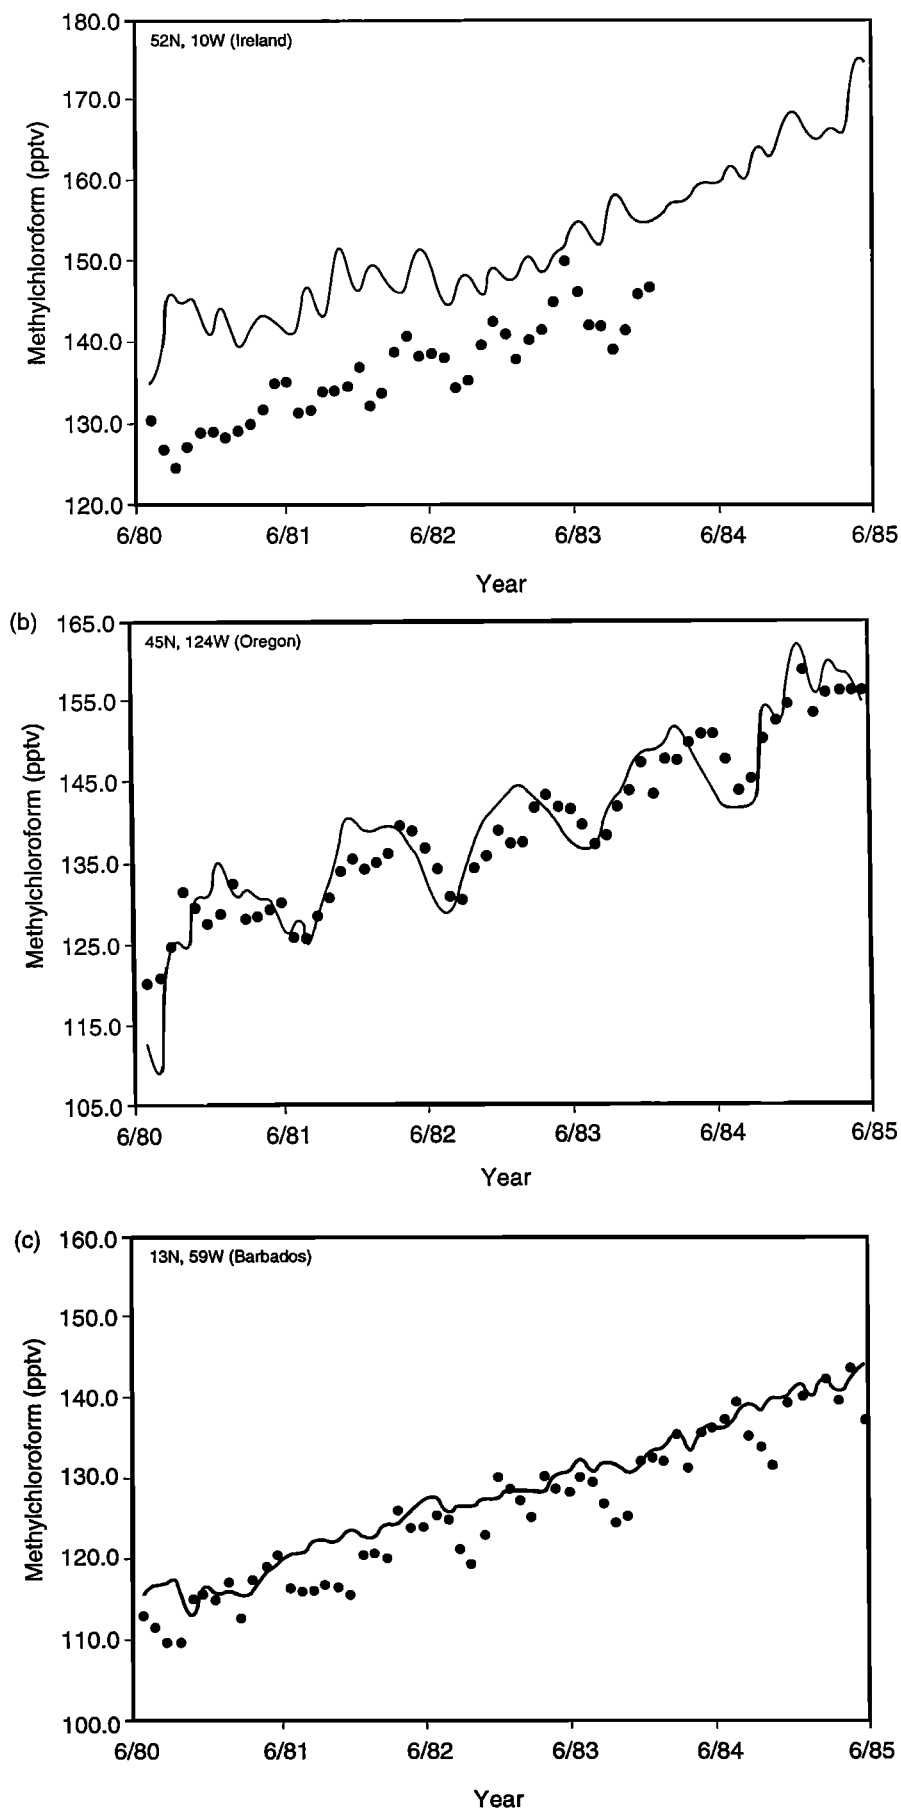 180.0
52N, 10W (Ireland)
170.0
160.0
150.0
140.0
130.0
120.0
Methylchloroform (pptv)
6/80 6/81 6/82 6/83 6/84 6/85
Year
(b)
165.0
45N, 124W (Oregon)
155.0
145.0
135.0
125.0
115.0
105.0
Methylchloroform (pptv)
6/80 6/81 6/82 6/83 6/84 6/85
Year
(c)
160.0
13N, 59W (Barbados)
150.0
140.0
130.0
120.0
110.0
100.0
Methylchloroform (pptv)
6/80 6/81 6/82 6/83 6/84 6/85
Year